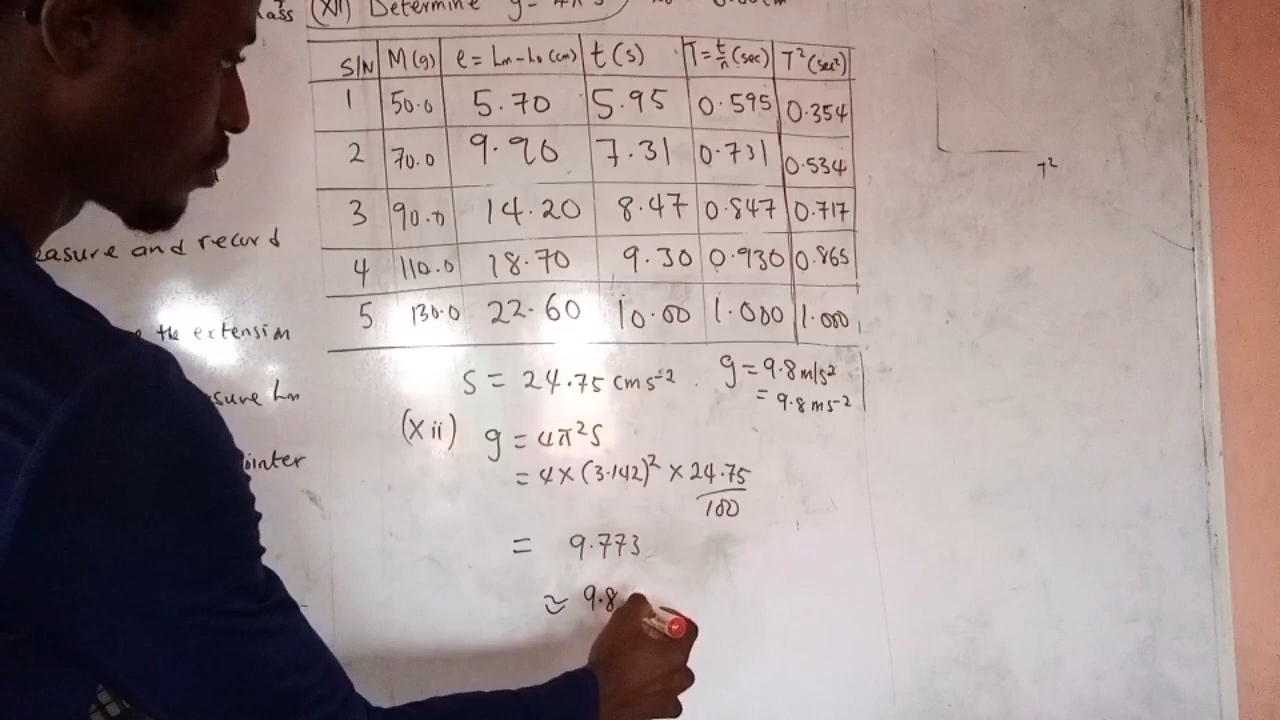 (XII) Determine g = 4π²s
S/N M(g) e = Lm-Lo (cm) t (s) T = t/n (sec) T² (sec²)
1 50.0 5.70 5.95 0.595 0.354
2 70.0 9.90 7.31 0.731 0.534
3 90.0 14.20 8.47 0.847 0.717
4 110.0 18.70 9.30 0.930 0.865
5 130.0 22.60 10.00 1.000 1.000
T²
easure and record
the extension
sure Lm
ointer
S = 24.75 cms⁻²
g = 9.8 m/s²
= 9.8 ms⁻²
(Xii) g = 4π²S
= 4 × (3.142)² × 24.75/100
= 9.773
≈ 9.8